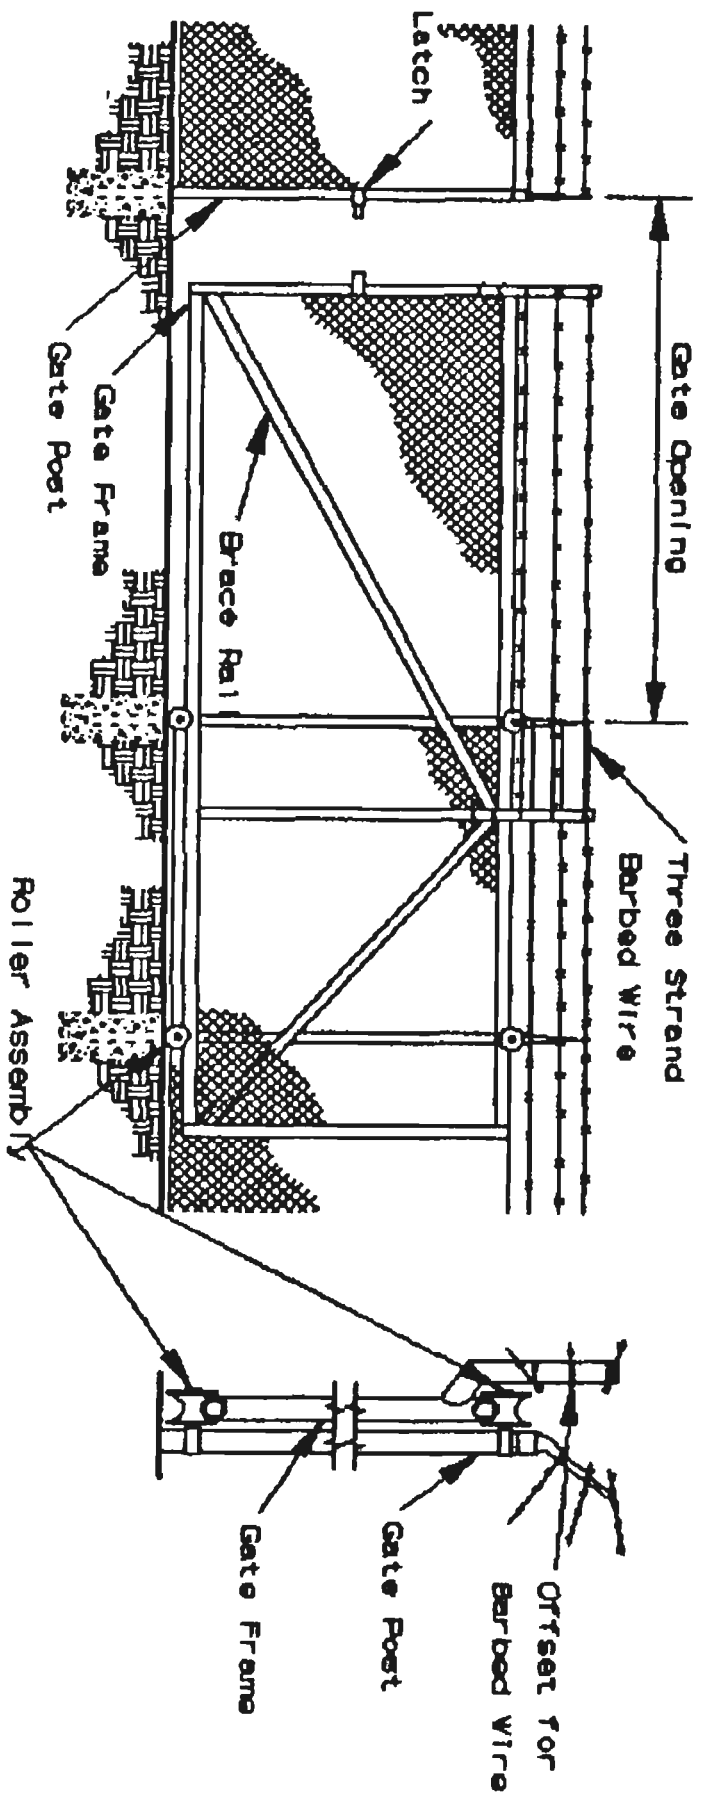 Gate Opening
Three Strand
Barbed Wire
Latch
Brace Rail
Gate Frame
Gate Post
Roller Assembly
Offset for
Barbed Wire
Gate Post
Gate Frame